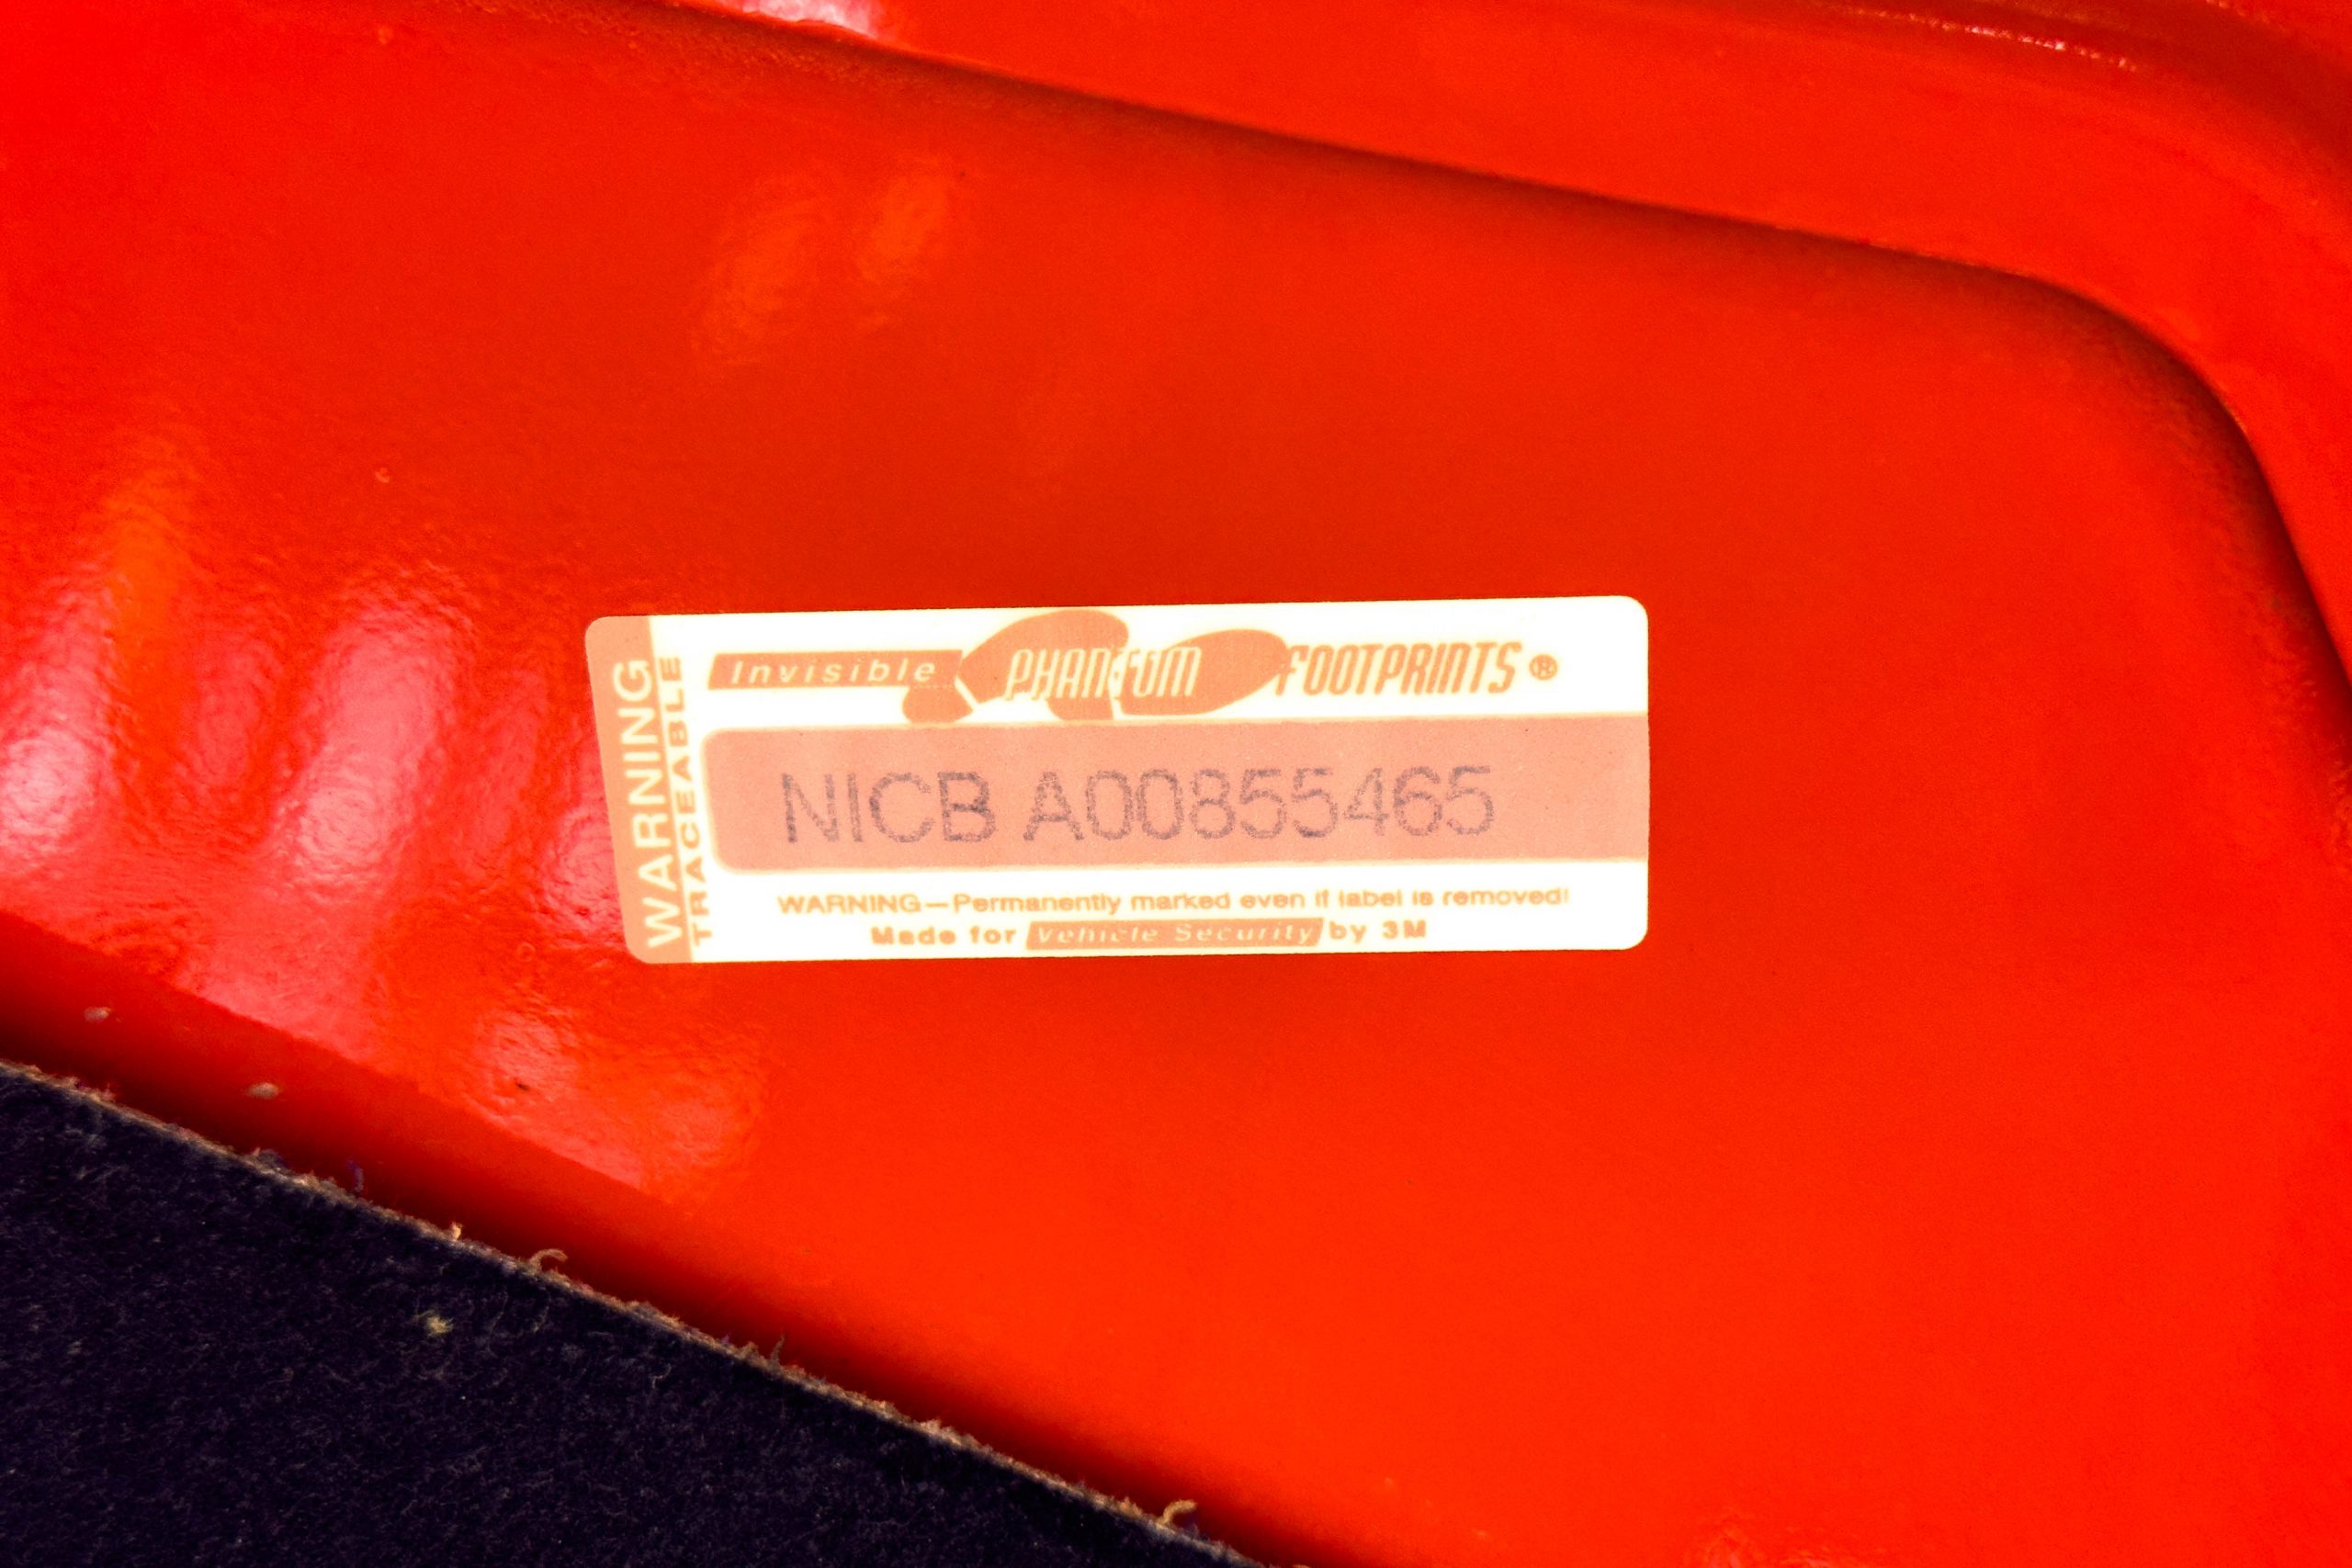 WARNING
TRACEABLE
Invisible PHANTOM FOOTPRINTS®
NICB A00855465
WARNING—Permanently marked even if label is removed!
Made for Vehicle Security by 3M